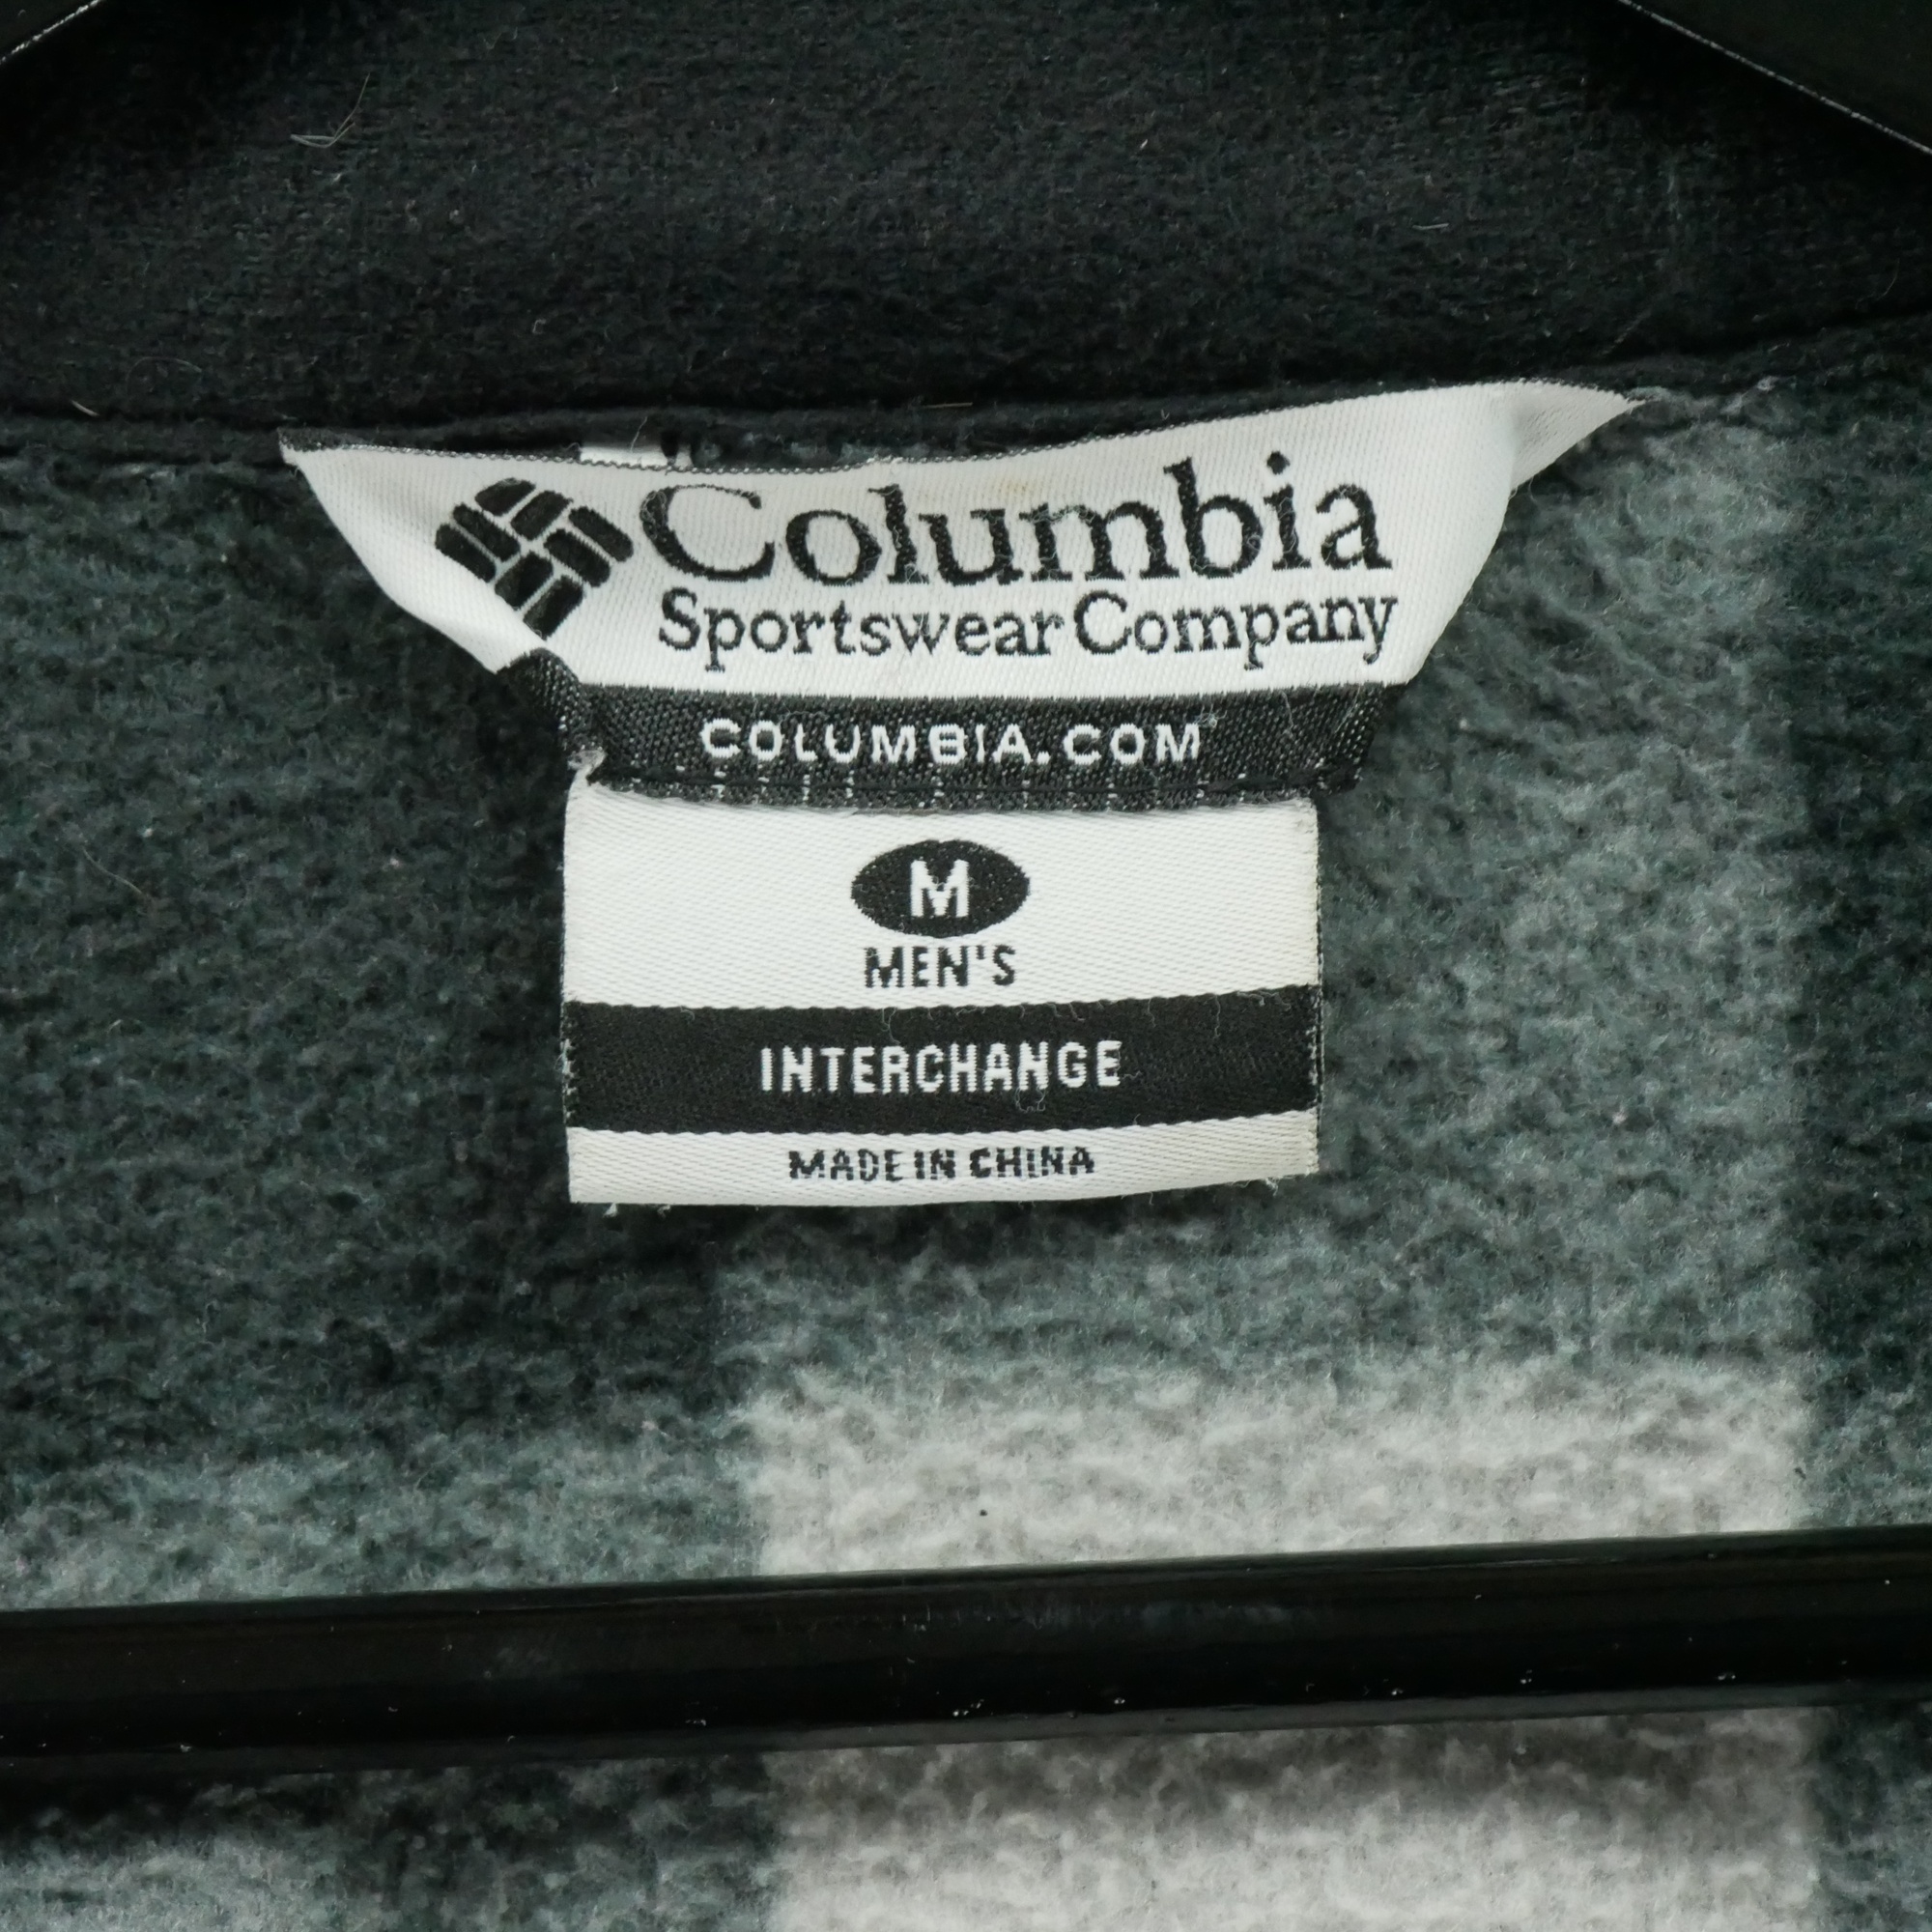 Columbia
Sportswear Company
COLUMBIA.COM
M
MEN'S
INTERCHANGE
MADE IN CHINA